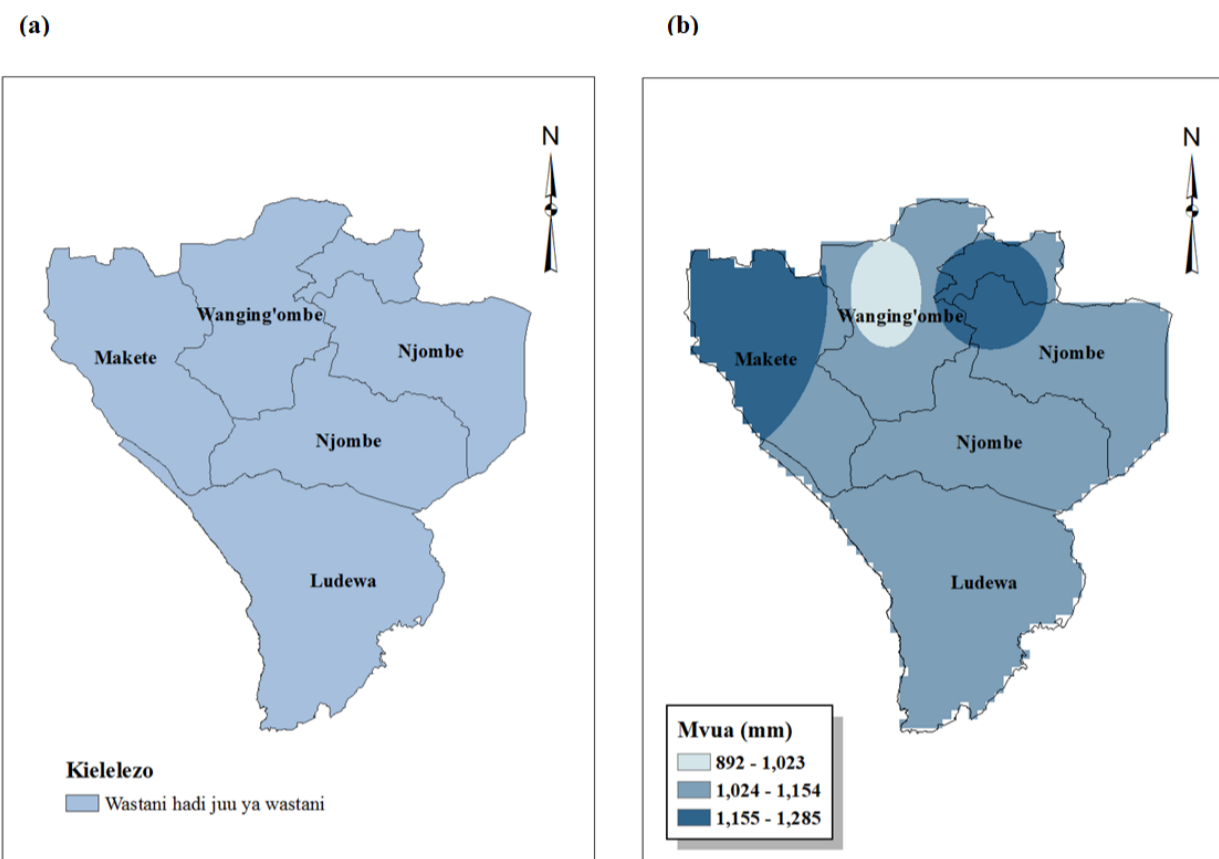 (a)
N
Wanging'ombe
Makete
Njombe
Njombe
Ludewa
Kielelezo
Wastani hadi juu ya wastani
(b)
N
Wanging'ombe
Makete
Njombe
Njombe
Ludewa
Mvua (mm)
892 - 1,023
1,024 - 1,154
1,155 - 1,285